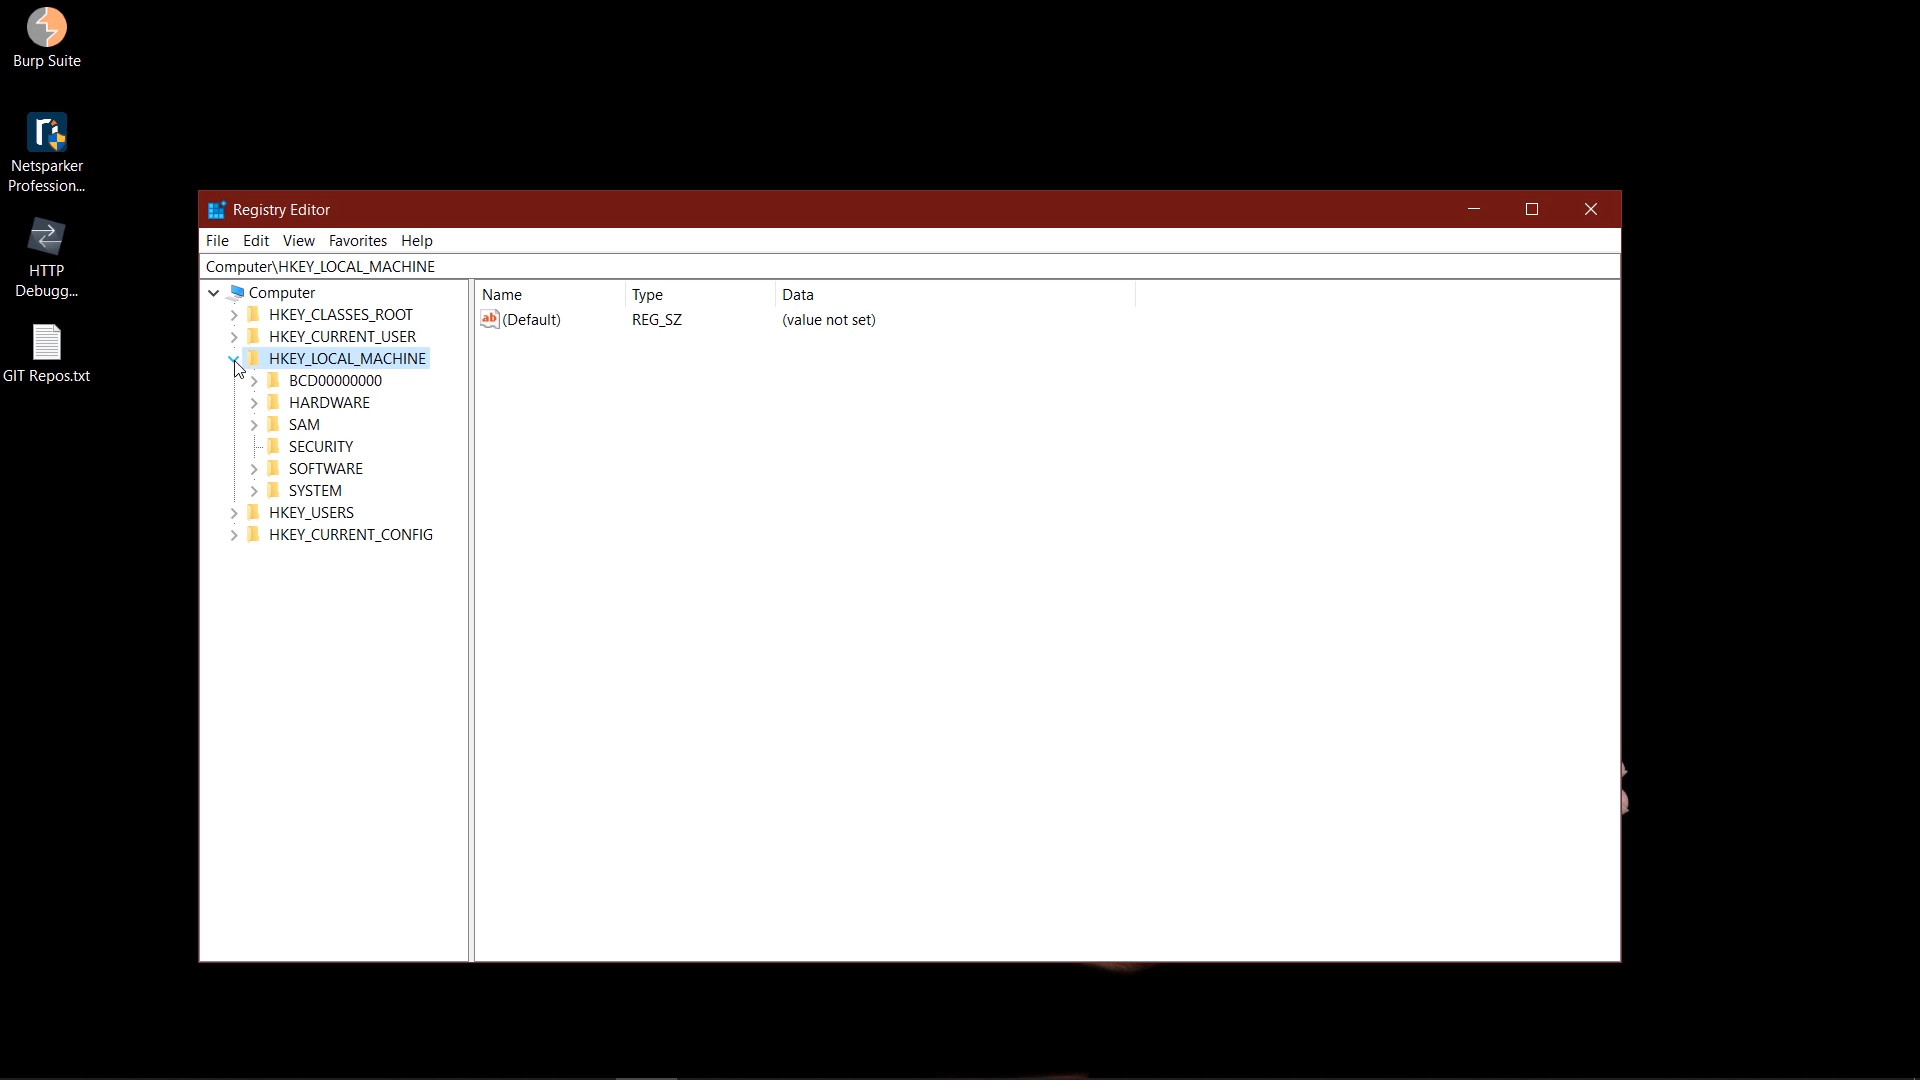 Burp Suite
Netsparker
Profession...
HTTP
Debugg...
GIT Repos.txt
Registry Editor
File Edit View Favorites Help
Computer\HKEY_LOCAL_MACHINE
Computer
HKEY_CLASSES_ROOT
HKEY_CURRENT_USER
HKEY_LOCAL_MACHINE
BCD00000000
HARDWARE
SAM
SECURITY
SOFTWARE
SYSTEM
HKEY_USERS
HKEY_CURRENT_CONFIG
Name Type Data
ab (Default) REG_SZ (value not set)